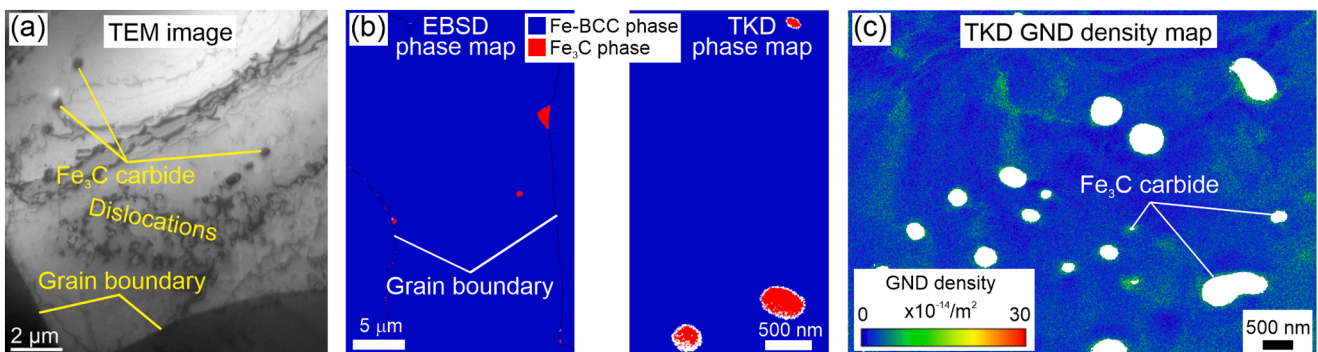 (a)
TEM image
Fe₃C carbide
Dislocations
Grain boundary
2 μm
(b)
EBSD
phase map
Fe-BCC phase
Fe₃C phase
TKD
phase map
Grain boundary
5 μm
500 nm
(c)
TKD GND density map
Fe₃C carbide
GND density
x10⁻¹⁴/m²
0
30
500 nm